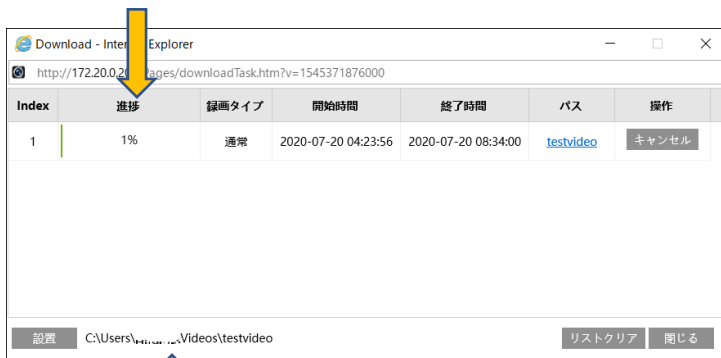 Download - Internet Explorer
http://172.20.0.20/Pages/downloadTask.htm?v=1545371876000
Index 進捗 録画タイプ 開始時間 終了時間 パス 操作
1 1% 通常 2020-07-20 04:23:56 2020-07-20 08:34:00 testvideo キャンセル
設置 C:\Users\ Videos\testvideo リストクリア 閉じる